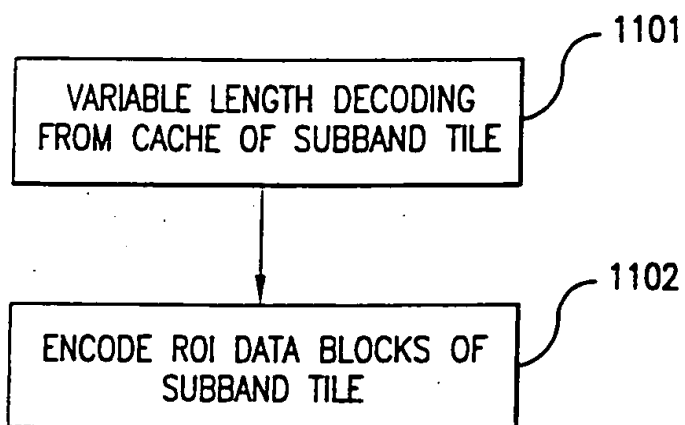 1101
VARIABLE LENGTH DECODING
FROM CACHE OF SUBBAND TILE
1102
ENCODE ROI DATA BLOCKS OF
SUBBAND TILE